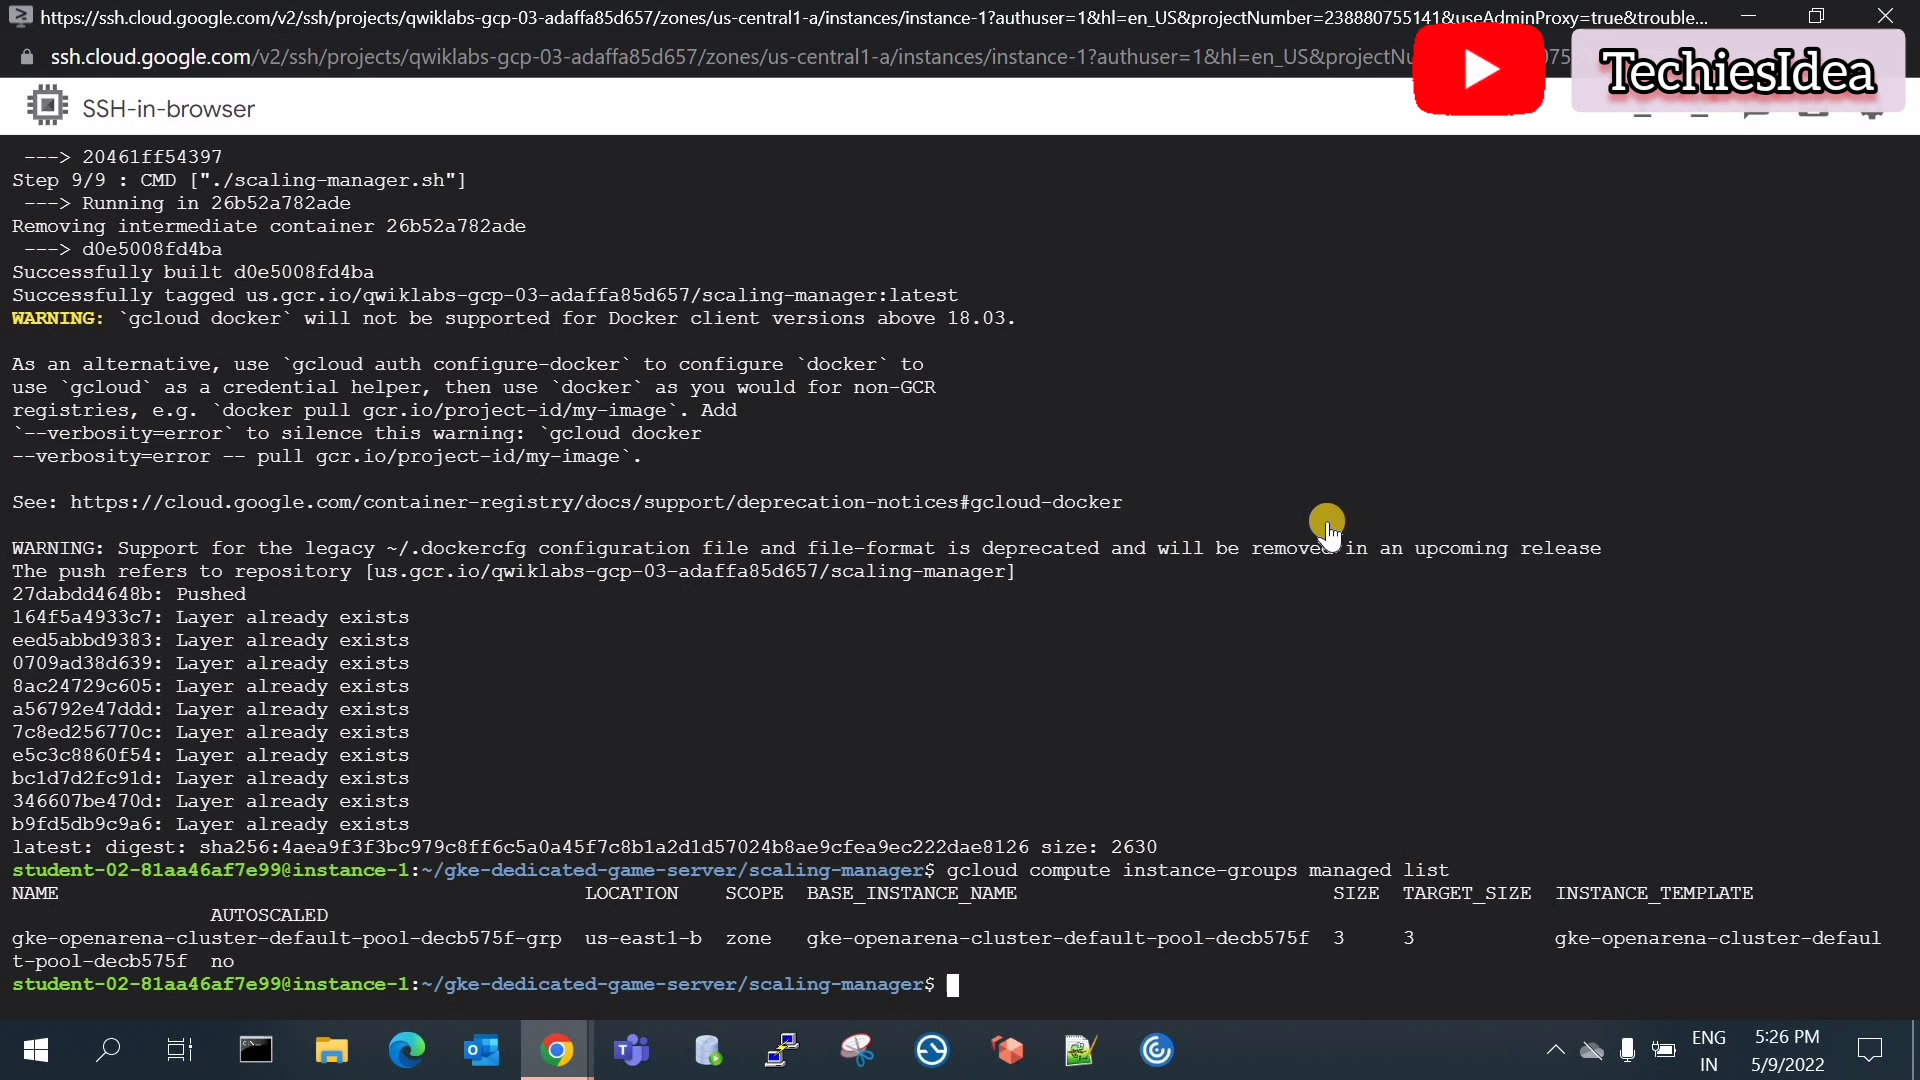 https://ssh.cloud.google.com/v2/ssh/projects/qwiklabs-gcp-03-adaffa85d657/zones/us-central1-a/instances/instance-1?authuser=1&hl=en_US&projectNumber=238880755141&useAdminProxy=true&trouble...
ssh.cloud.google.com/v2/ssh/projects/qwiklabs-gcp-03-adaffa85d657/zones/us-central1-a/instances/instance-1?authuser=1&hl=en_US&projectNu
TechiesIdea
SSH-in-browser
---> 20461ff54397
Step 9/9 : CMD ["./scaling-manager.sh"]
---> Running in 26b52a782ade
Removing intermediate container 26b52a782ade
---> d0e5008fd4ba
Successfully built d0e5008fd4ba
Successfully tagged us.gcr.io/qwiklabs-gcp-03-adaffa85d657/scaling-manager:latest
WARNING: `gcloud docker` will not be supported for Docker client versions above 18.03.
As an alternative, use `gcloud auth configure-docker` to configure `docker` to
use `gcloud` as a credential helper, then use `docker` as you would for non-GCR
registries, e.g. `docker pull gcr.io/project-id/my-image`. Add
`--verbosity=error` to silence this warning: `gcloud docker
--verbosity=error -- pull gcr.io/project-id/my-image`.
See: https://cloud.google.com/container-registry/docs/support/deprecation-notices#gcloud-docker
WARNING: Support for the legacy ~/.dockercfg configuration file and file-format is deprecated and will be removed in an upcoming release
The push refers to repository [us.gcr.io/qwiklabs-gcp-03-adaffa85d657/scaling-manager]
27dabdd4648b: Pushed
164f5a4933c7: Layer already exists
eed5abbd9383: Layer already exists
0709ad38d639: Layer already exists
8ac24729c605: Layer already exists
a56792e47ddd: Layer already exists
7c8ed256770c: Layer already exists
e5c3c8860f54: Layer already exists
bc1d7d2fc91d: Layer already exists
346607be470d: Layer already exists
b9fd5db9c9a6: Layer already exists
latest: digest: sha256:4aea9f3f3bc979c8ff6c5a0a45f7c8b1a2d1d57024b8ae9cfea9ec222dae8126 size: 2630
student-02-81aa46af7e99@instance-1:~/gke-dedicated-game-server/scaling-manager$ gcloud compute instance-groups managed list
NAME LOCATION SCOPE BASE_INSTANCE_NAME SIZE TARGET_SIZE INSTANCE_TEMPLATE
AUTOSCALED
gke-openarena-cluster-default-pool-decb575f-grp us-east1-b zone gke-openarena-cluster-default-pool-decb575f 3 3 gke-openarena-cluster-defaul
t-pool-decb575f no
student-02-81aa46af7e99@instance-1:~/gke-dedicated-game-server/scaling-manager$
ENG 5:26 PM
IN 5/9/2022